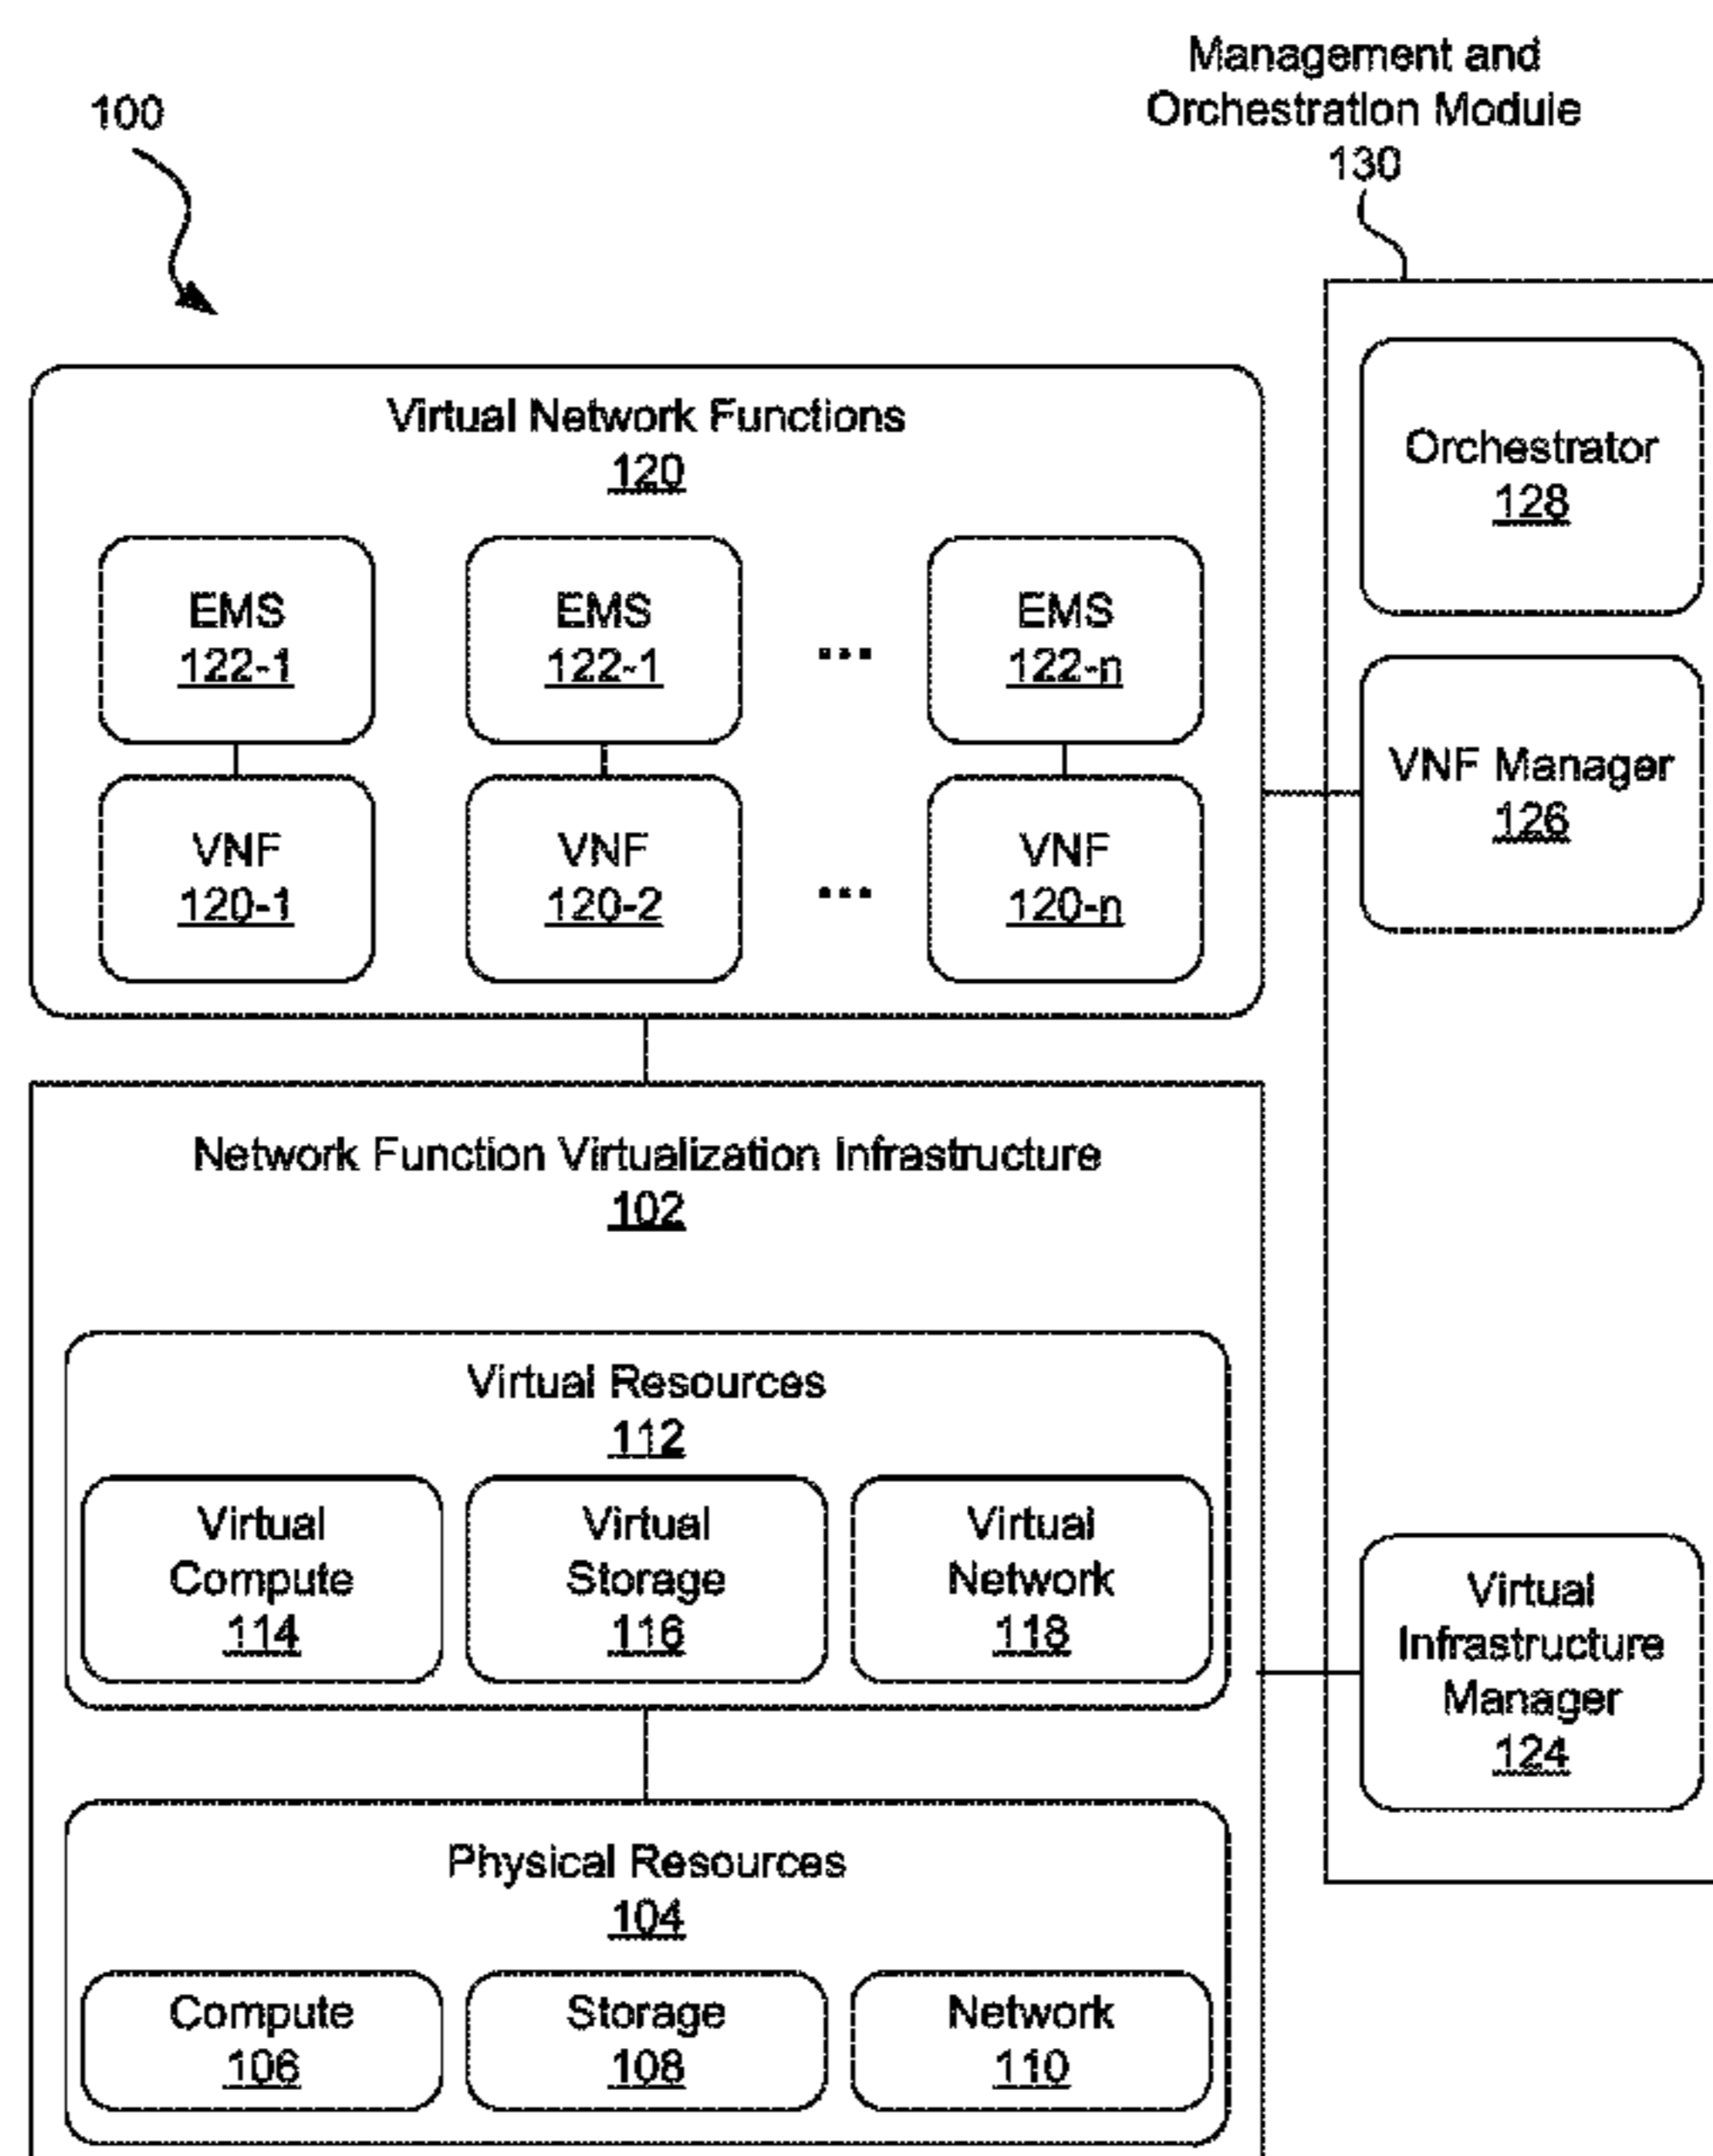 Management and
Orchestration Module
130
100
Virtual Network Functions
120
EMS
122-1
EMS
122-1
...
EMS
122-n
VNF
120-1
VNF
120-2
...
VNF
120-n
Orchestrator
128
VNF Manager
126
Network Function Virtualization Infrastructure
102
Virtual Resources
112
Virtual
Compute
114
Virtual
Storage
116
Virtual
Network
118
Virtual
Infrastructure
Manager
124
Physical Resources
104
Compute
106
Storage
108
Network
110